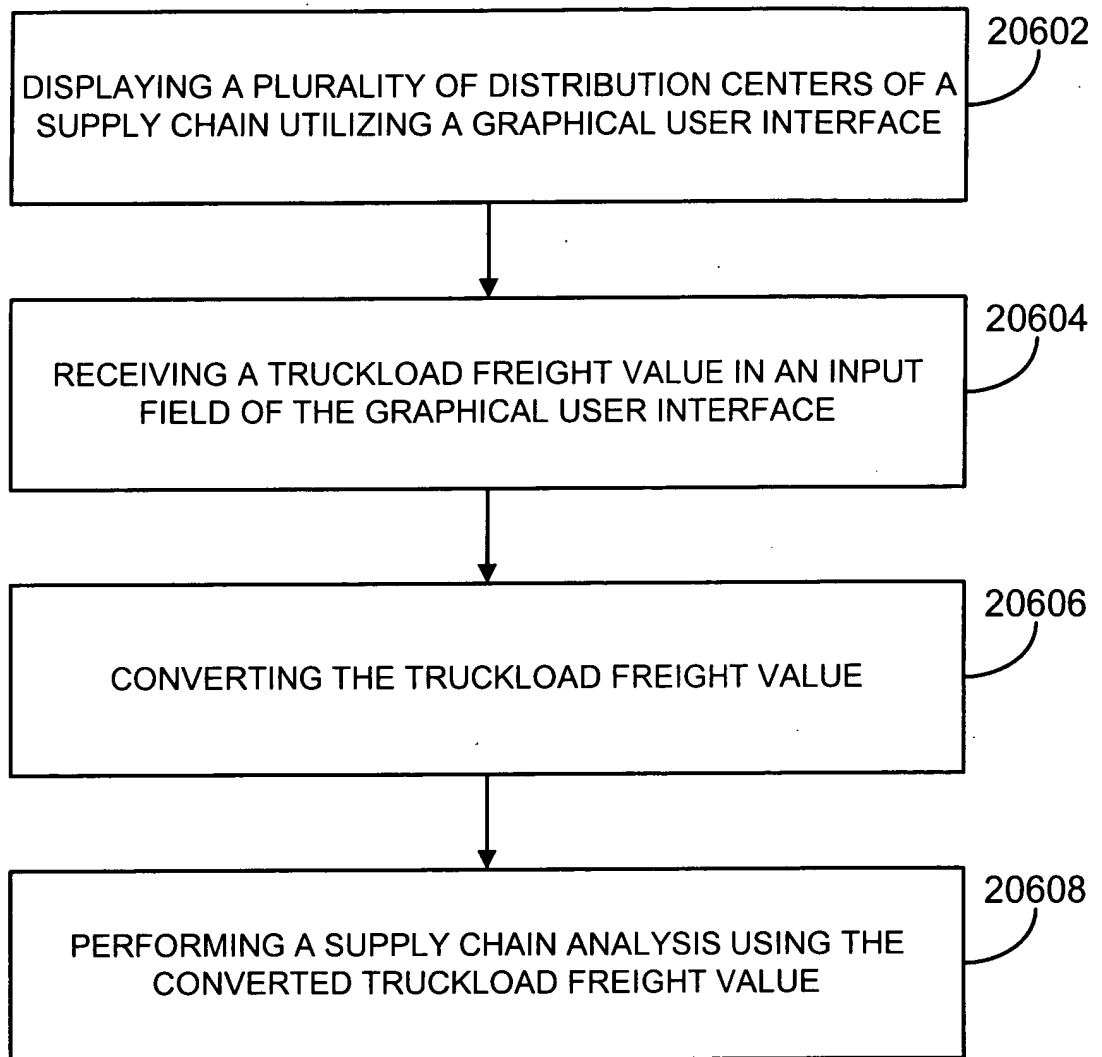 20602
DISPLAYING A PLURALITY OF DISTRIBUTION CENTERS OF A
SUPPLY CHAIN UTILIZING A GRAPHICAL USER INTERFACE
20604
RECEIVING A TRUCKLOAD FREIGHT VALUE IN AN INPUT
FIELD OF THE GRAPHICAL USER INTERFACE
20606
CONVERTING THE TRUCKLOAD FREIGHT VALUE
20608
PERFORMING A SUPPLY CHAIN ANALYSIS USING THE
CONVERTED TRUCKLOAD FREIGHT VALUE